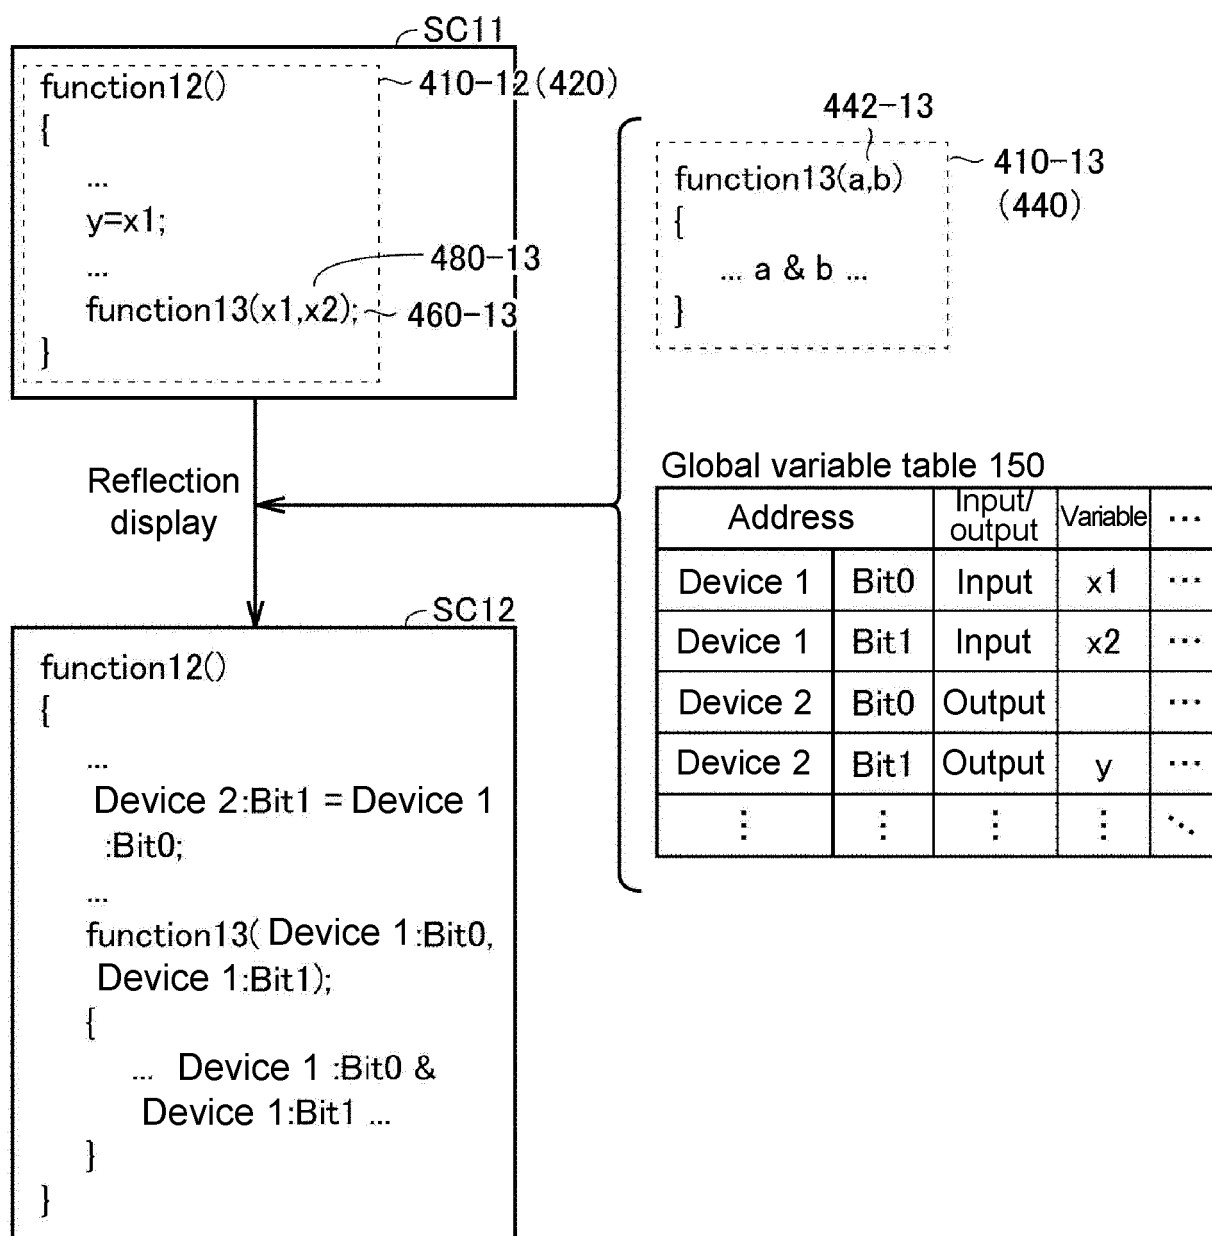 SC11
function12()
410-12(420)
{
...
y=x1;
...
480-13
function13(x1,x2);
460-13
}
442-13
function13(a,b)
410-13
(440)
{
... a & b ...
}
Reflection
display
Global variable table 150
Address Input/output Variable ...
Device 1 Bit0 Input x1 ...
Device 1 Bit1 Input x2 ...
Device 2 Bit0 Output ...
Device 2 Bit1 Output y ...
⋮ ⋮ ⋮ ⋮ ⋱
SC12
function12()
{
...
Device 2:Bit1 = Device 1
:Bit0;
...
function13( Device 1:Bit0,
Device 1:Bit1);
{
... Device 1 :Bit0 &
Device 1:Bit1 ...
}
}